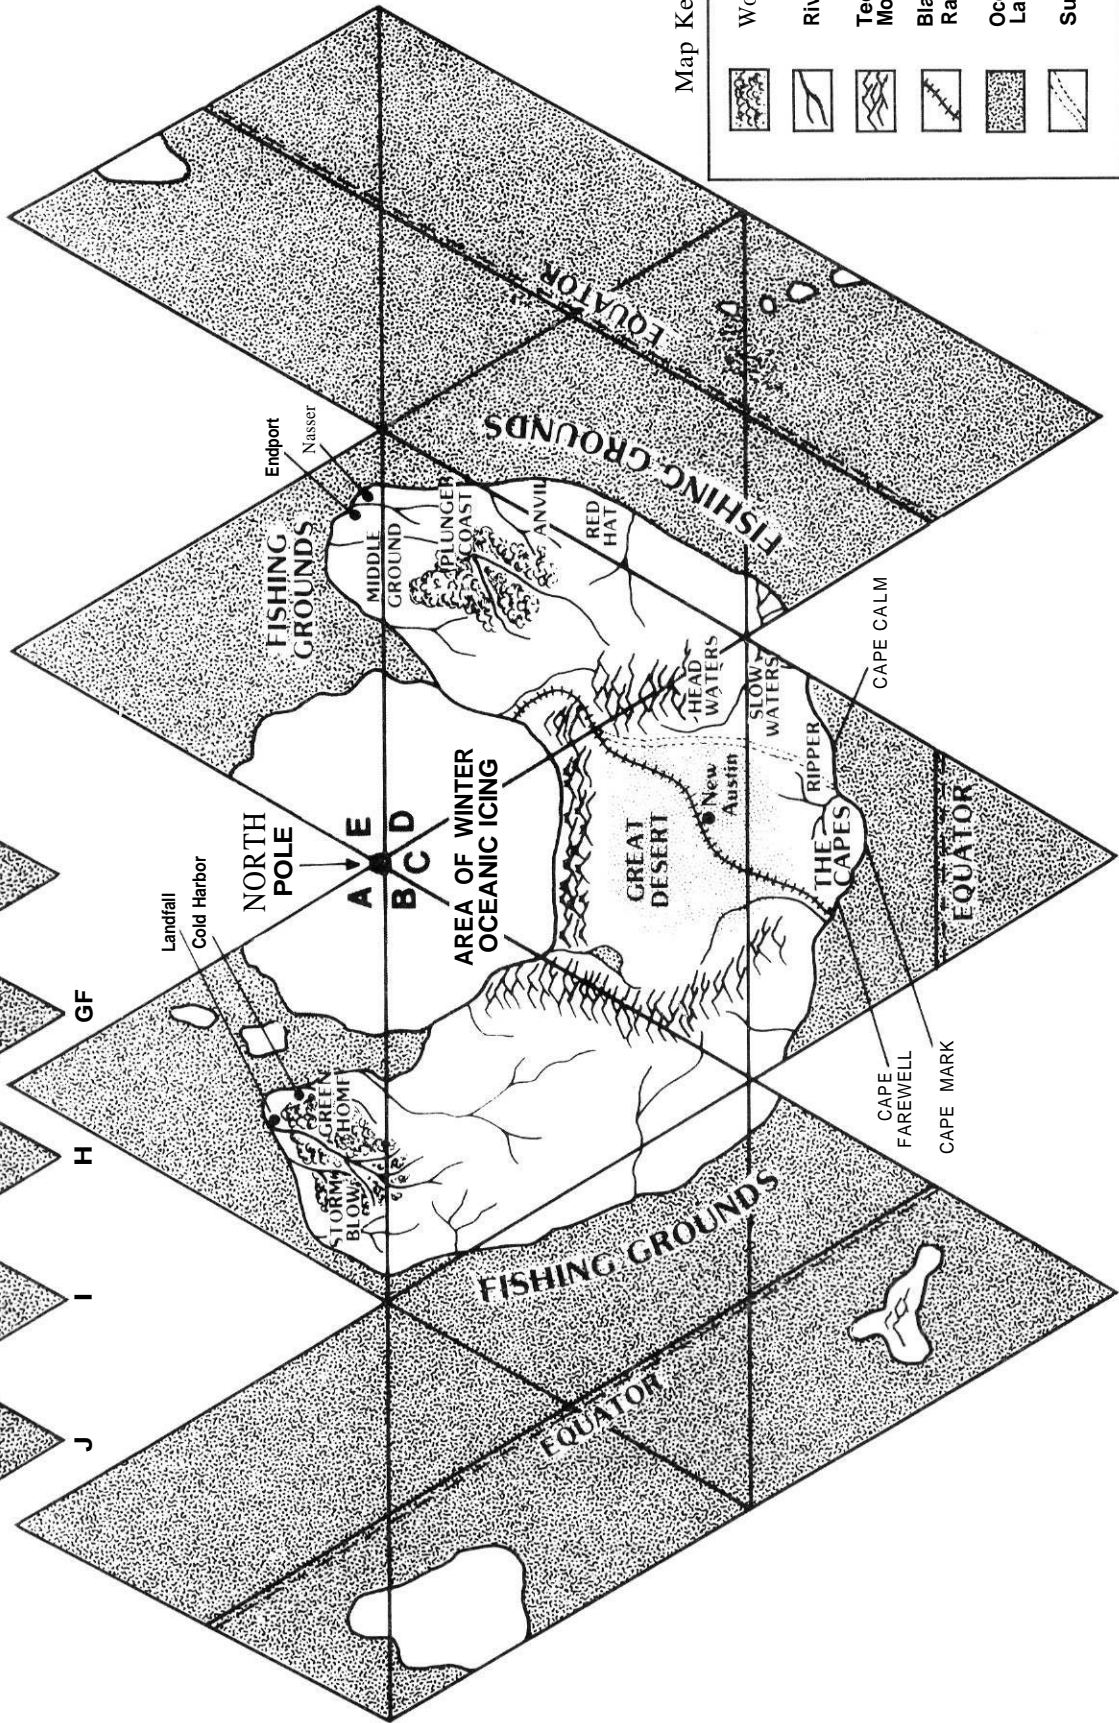 J
I
H
GF
Landfall
Cold Harbor
NORTH
POLE
A
E
B
C
D
AREA OF WINTER
OCEANIC ICING
STORM
BLOW
GREEN
HOME
FISHING
GROUNDS
Endport
Nasser
MIDDLE
GROUND
PLUNGER
COAST
ANVIL
RED
HAT
HEAD
WATERS
SLOW
WATERS
GREAT
DESERT
New
Austin
RIPPER
THE
CAPES
CAPE CALM
CAPE
FAREWELL
CAPE MARK
FISHING GROUNDS
FISHING GROUNDS
EQUATOR
EQUATOR
EQUATOR
Map Ke
Wo
Riv
Tec
Mo
Bla
Ra
Oc
La
Su